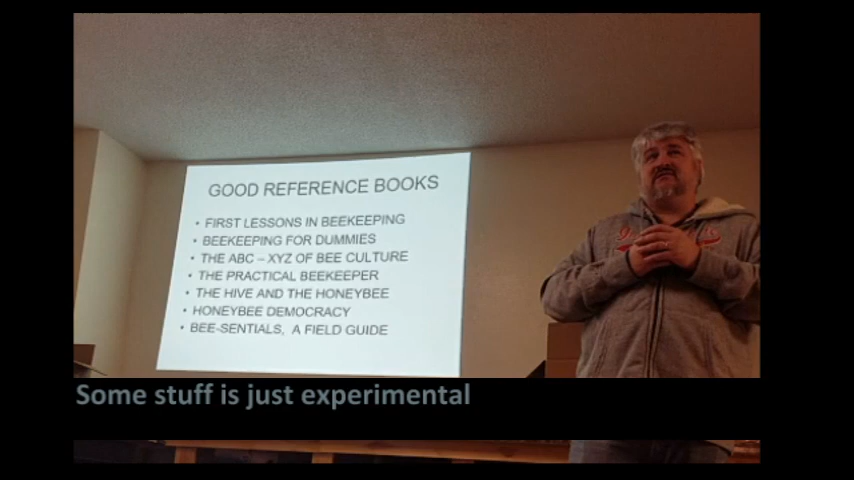 GOOD REFERENCE BOOKS
• FIRST LESSONS IN BEEKEEPING
• BEEKEEPING FOR DUMMIES
• THE ABC – XYZ OF BEE CULTURE
• THE PRACTICAL BEEKEEPER
• THE HIVE AND THE HONEYBEE
• HONEYBEE DEMOCRACY
• BEE-SENTIALS, A FIELD GUIDE
Some stuff is just experimental